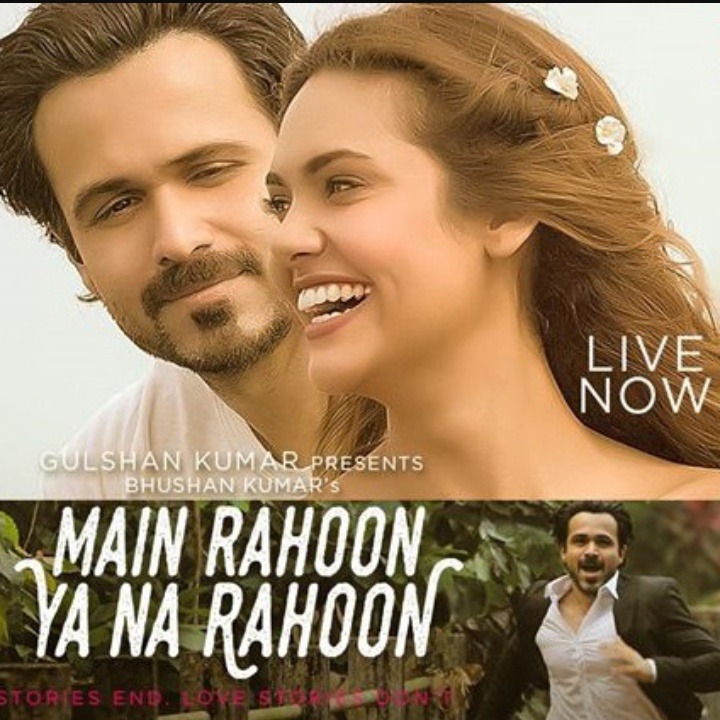 LIVE
NOW
GULSHAN KUMAR PRESENTS
BHUSHAN KUMAR's
MAIN RAHOON
YA NA RAHOON
STORIES END. LOVE STORIES DON'T